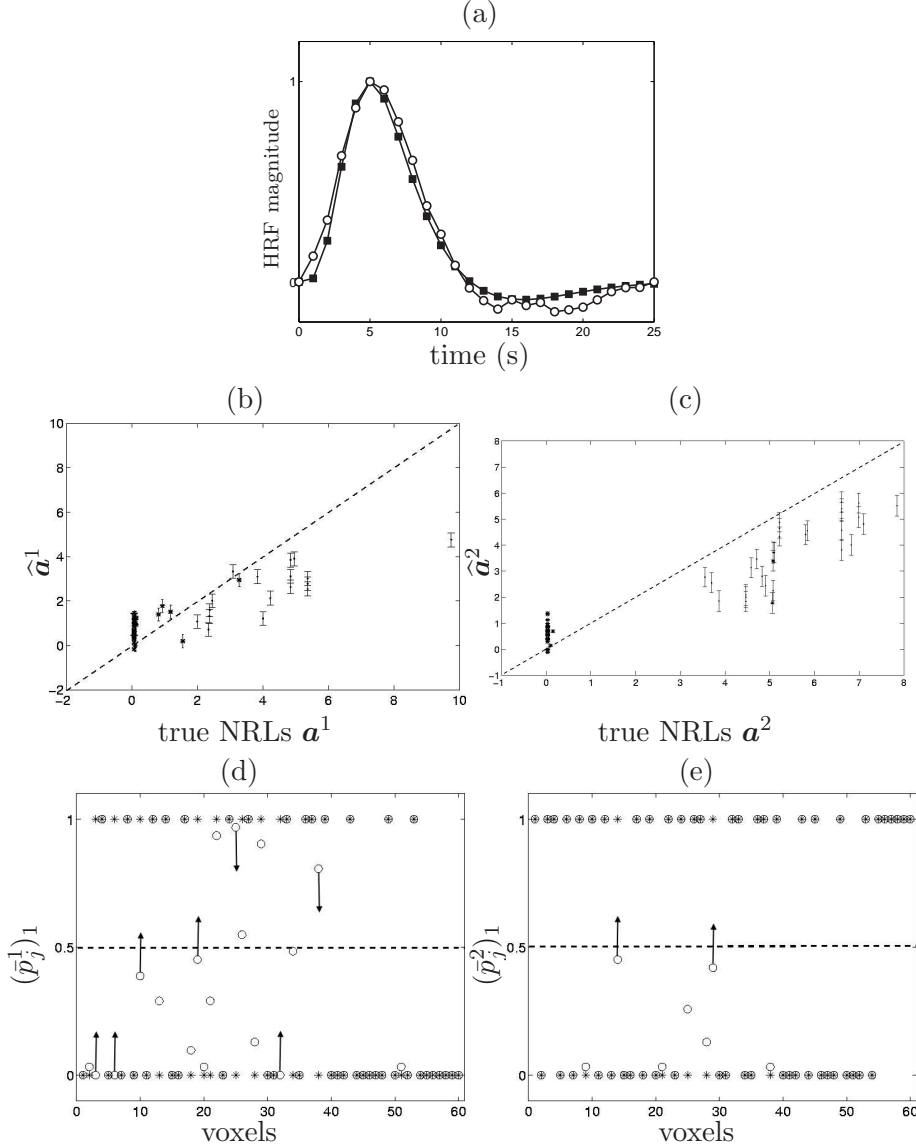 (a)
HRF magnitude
1
0
0 5 10 15 20 25
time (s)
(b)
(c)
â¹
10
8
6
4
2
0
−2
−2 0 2 4 6 8 10
true NRLs a¹
â²
8
7
6
5
4
3
2
1
0
−1
−1 0 1 2 3 4 5 6 7 8
true NRLs a²
(d)
(e)
(p̄ʲ¹)₁
1
0.5
0
0 10 20 30 40 50 60
voxels
(p̄ʲ²)₁
1
0.5
0
0 10 20 30 40 50 60
voxels